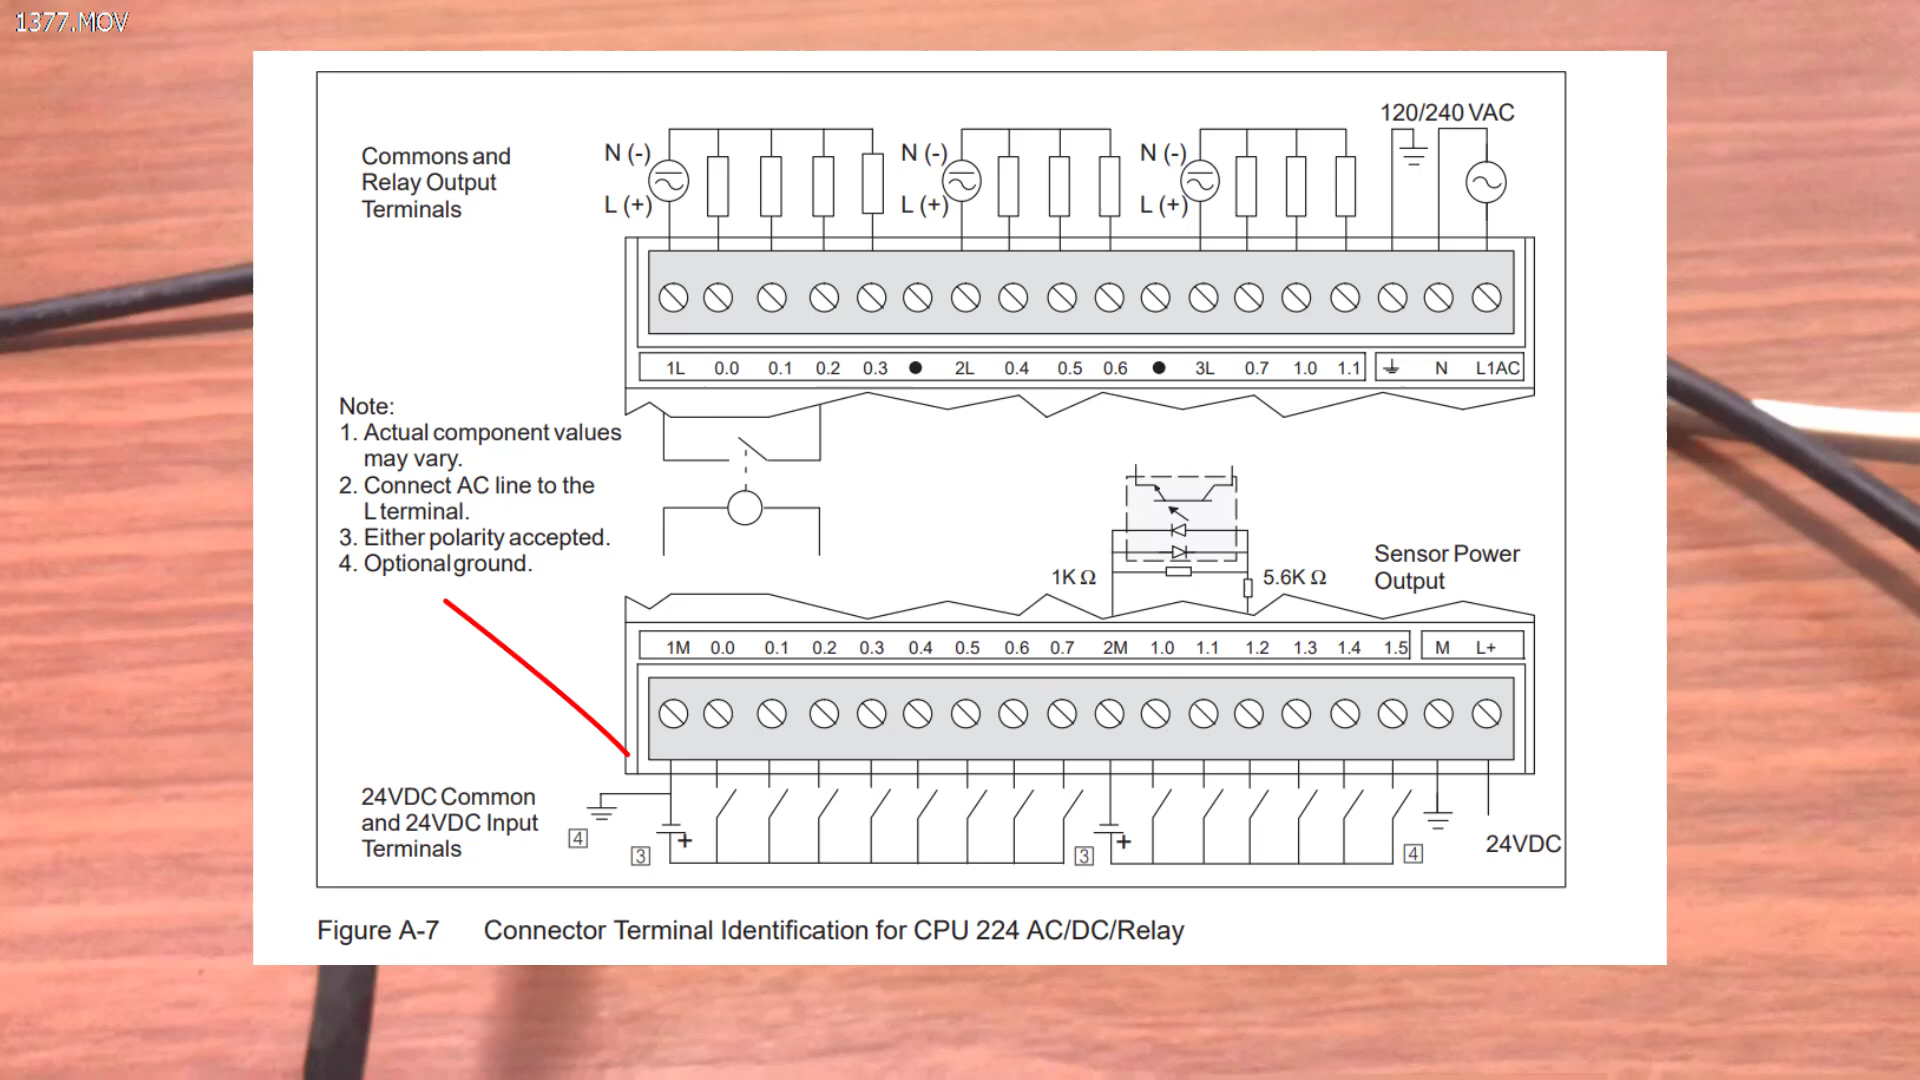 1377.MOV
120/240 VAC
Commons and
Relay Output
Terminals
N (-)
L (+)
N (-)
L (+)
N (-)
L (+)
1L 0.0 0.1 0.2 0.3 2L 0.4 0.5 0.6 3L 0.7 1.0 1.1 N L1AC
Note:
1. Actual component values
may vary.
2. Connect AC line to the
L terminal.
3. Either polarity accepted.
4. Optional ground.
1K Ω
5.6K Ω
Sensor Power
Output
1M 0.0 0.1 0.2 0.3 0.4 0.5 0.6 0.7 2M 1.0 1.1 1.2 1.3 1.4 1.5 M L+
24VDC Common
and 24VDC Input
Terminals
4
3
+
3
+
4
24VDC
Figure A-7 Connector Terminal Identification for CPU 224 AC/DC/Relay